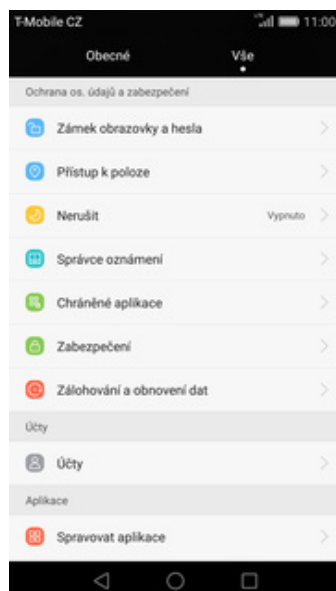 T-Mobile CZ 11:00
Obecné Vše
Ochrana os. údajů a zabezpečení
Zámek obrazovky a hesla
Přístup k poloze
Nerušit Vypnuto
Správce oznámení
Chráněné aplikace
Zabezpečení
Zálohování a obnovení dat
Účty
Účty
Aplikace
Spravovat aplikace